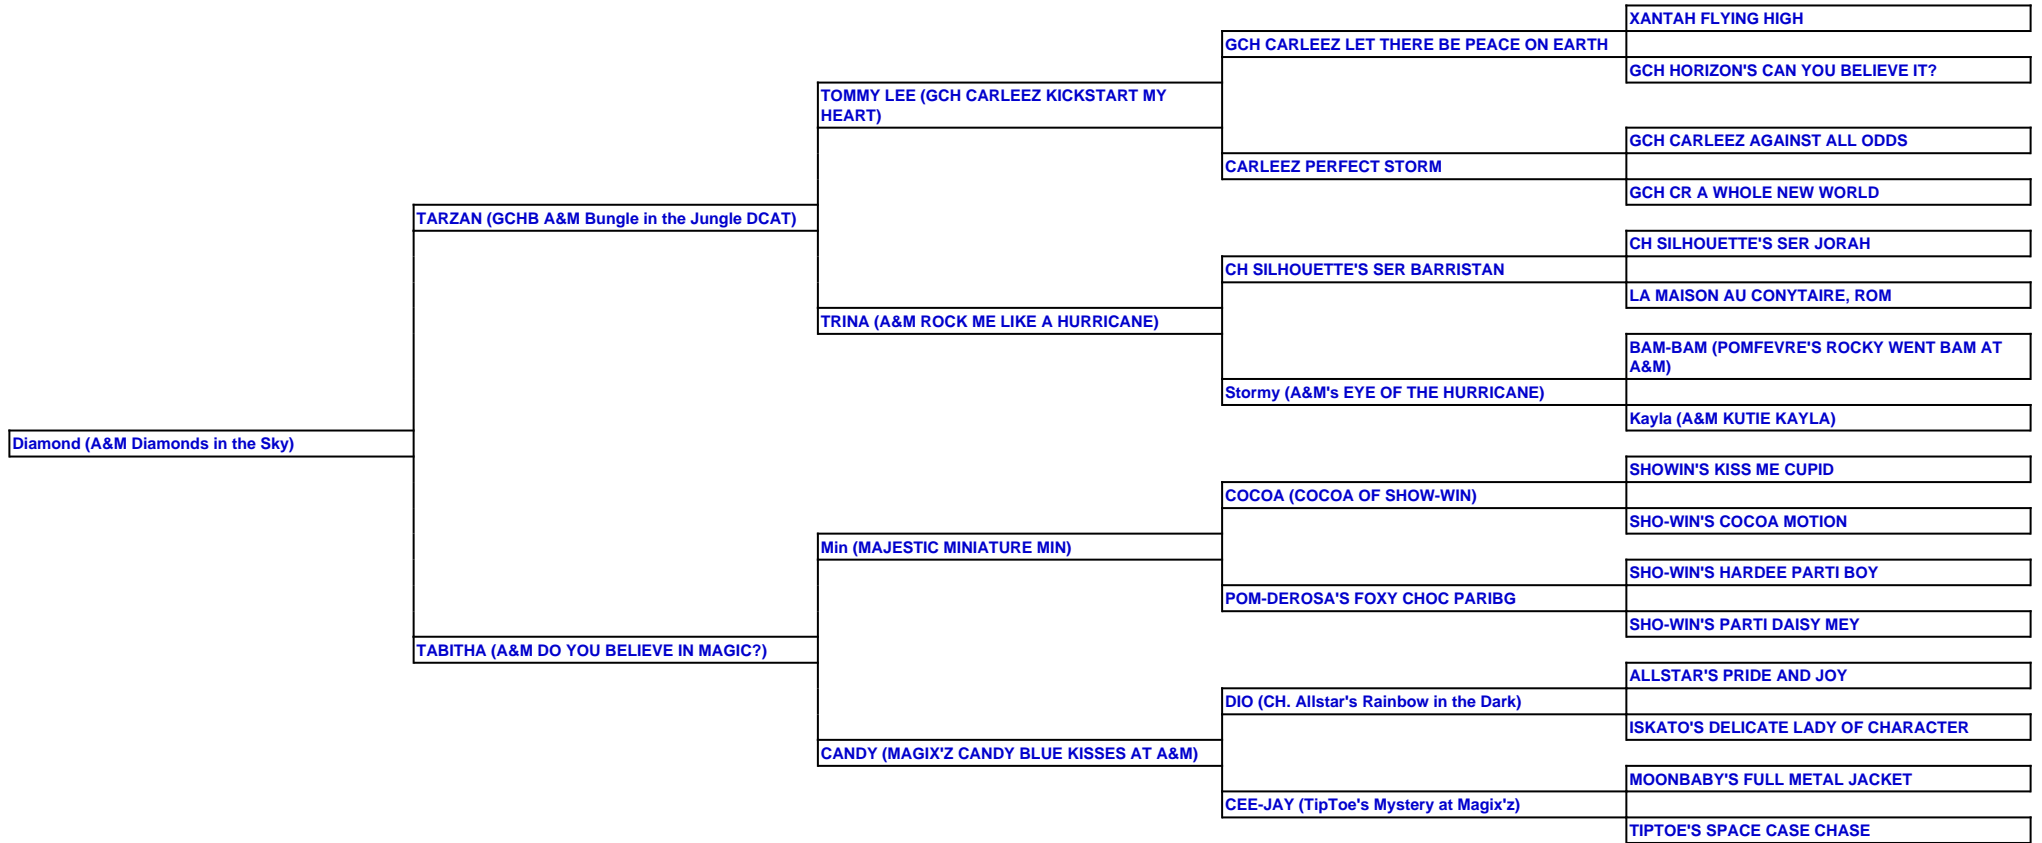 XANTAH FLYING HIGH
GCH CARLEEZ LET THERE BE PEACE ON EARTH
GCH HORIZON'S CAN YOU BELIEVE IT?
TOMMY LEE (GCH CARLEEZ KICKSTART MY
HEART)
GCH CARLEEZ AGAINST ALL ODDS
CARLEEZ PERFECT STORM
GCH CR A WHOLE NEW WORLD
TARZAN (GCHB A&M Bungle in the Jungle DCAT)
CH SILHOUETTE'S SER JORAH
CH SILHOUETTE'S SER BARRISTAN
LA MAISON AU CONYTAIRE, ROM
TRINA (A&M ROCK ME LIKE A HURRICANE)
BAM-BAM (POMFEVRE'S ROCKY WENT BAM AT
A&M)
Stormy (A&M's EYE OF THE HURRICANE)
Kayla (A&M KUTIE KAYLA)
Diamond (A&M Diamonds in the Sky)
SHOWIN'S KISS ME CUPID
COCOA (COCOA OF SHOW-WIN)
SHO-WIN'S COCOA MOTION
Min (MAJESTIC MINIATURE MIN)
SHO-WIN'S HARDEE PARTI BOY
POM-DEROSA'S FOXY CHOC PARIBG
SHO-WIN'S PARTI DAISY MEY
TABITHA (A&M DO YOU BELIEVE IN MAGIC?)
ALLSTAR'S PRIDE AND JOY
DIO (CH. Allstar's Rainbow in the Dark)
ISKATO'S DELICATE LADY OF CHARACTER
CANDY (MAGIX'Z CANDY BLUE KISSES AT A&M)
MOONBABY'S FULL METAL JACKET
CEE-JAY (TipToe's Mystery at Magix'z)
TIPTOE'S SPACE CASE CHASE